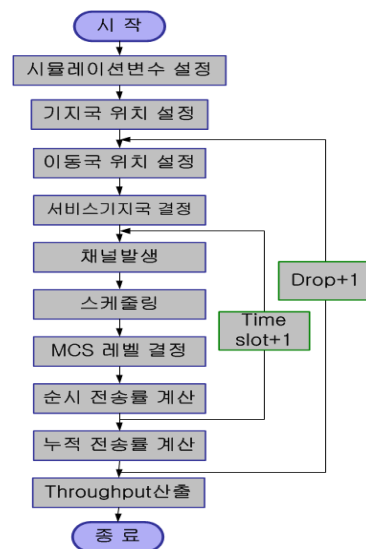 시 작
시뮬레이션변수 설정
기지국 위치 설정
이동국 위치 설정
서비스기지국 결정
채널발생
스케줄링
MCS 레벨 결정
순시 전송률 계산
누적 전송률 계산
Throughput산출
종 료
Time
slot+1
Drop+1